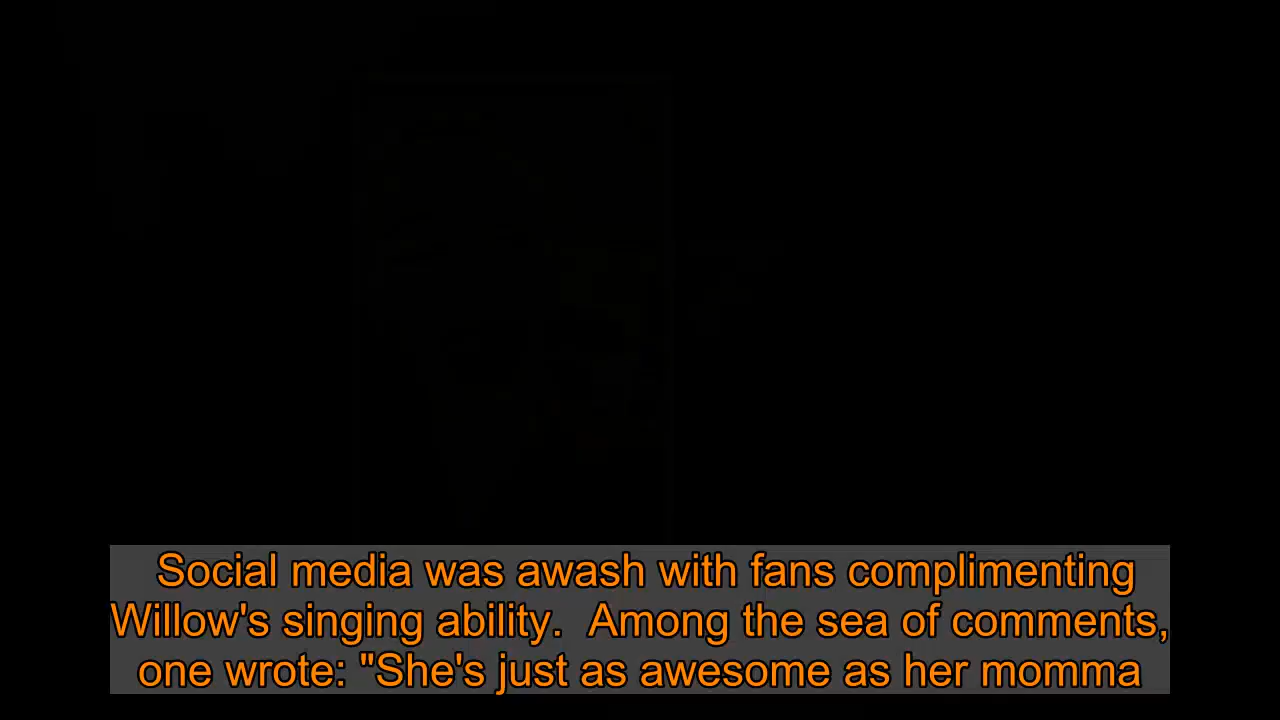 Social media was awash with fans complimenting
Willow's singing ability.  Among the sea of comments,
one wrote: "She's just as awesome as her momma